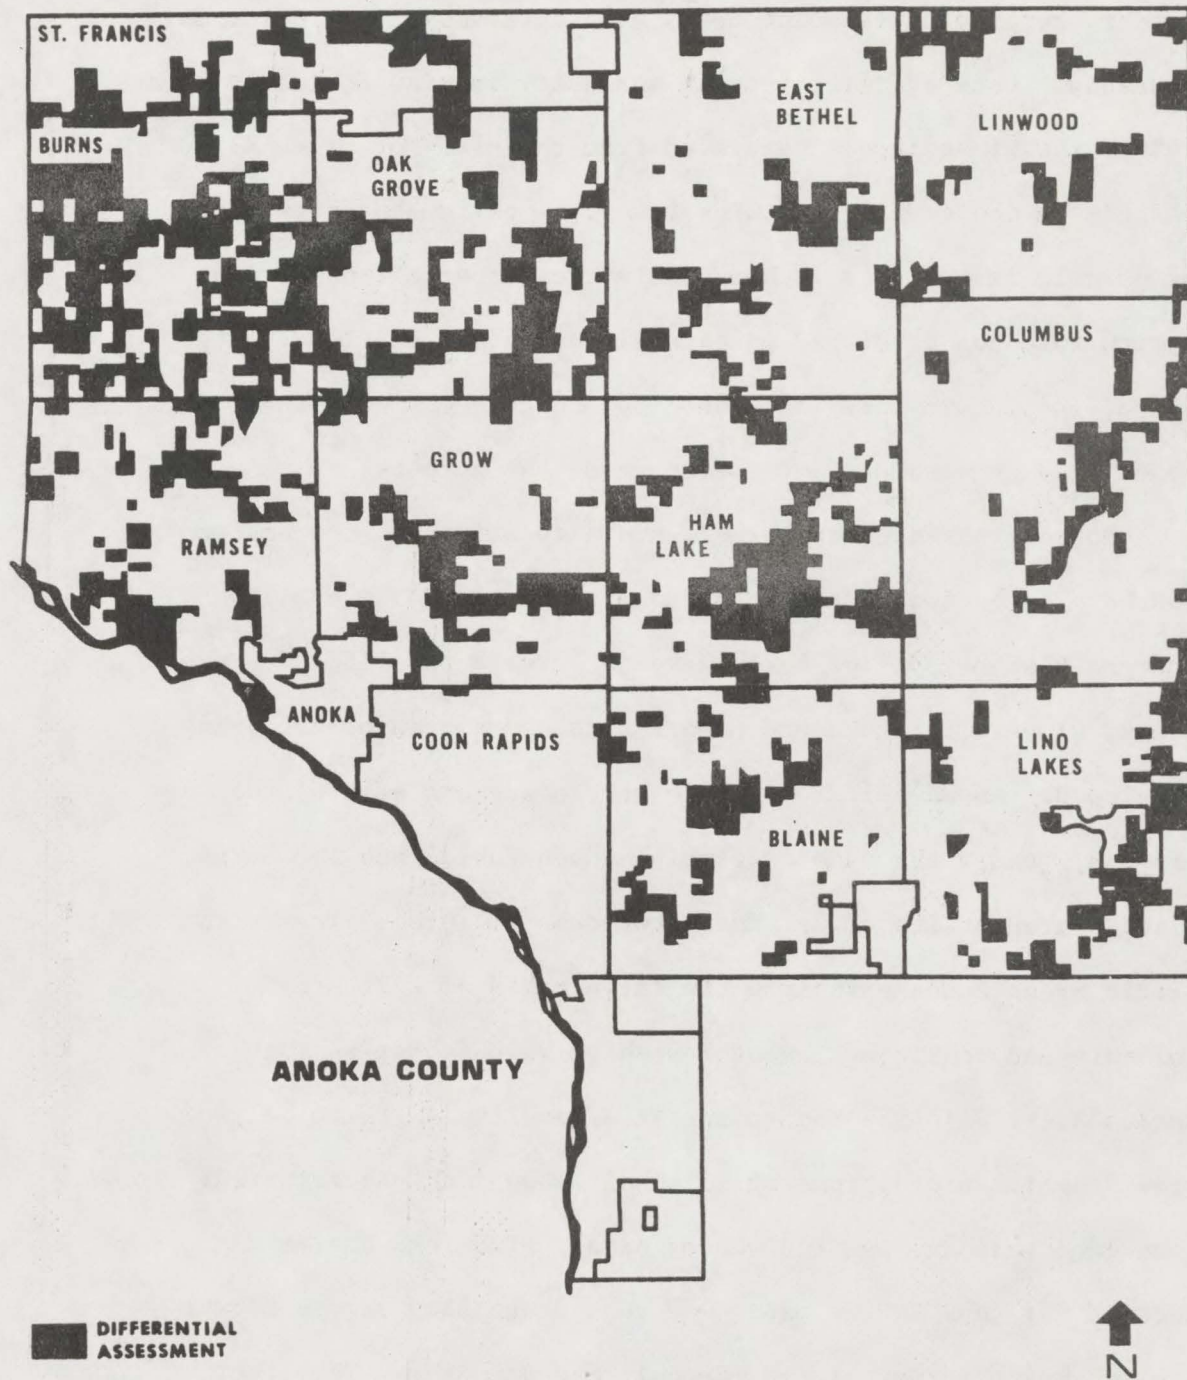 ST. FRANCIS
EAST
BETHEL
LINWOOD
BURNS
OAK
GROVE
COLUMBUS
GROW
HAM
LAKE
RAMSEY
ANOKA
COON RAPIDS
LINO
LAKES
BLAINE
ANOKA COUNTY
DIFFERENTIAL
ASSESSMENT
N